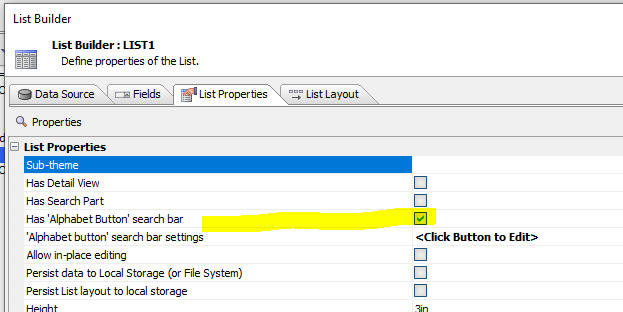 List Builder
List Builder : LIST1
Define properties of the List.
Data Source Fields List Properties List Layout
Properties
List Properties
Sub-theme
Has Detail View
Has Search Part
Has 'Alphabet Button' search bar
'Alphabet button' search bar settings <Click Button to Edit>
Allow in-place editing
Persist data to Local Storage (or File System)
Persist List layout to local storage
Height 3in